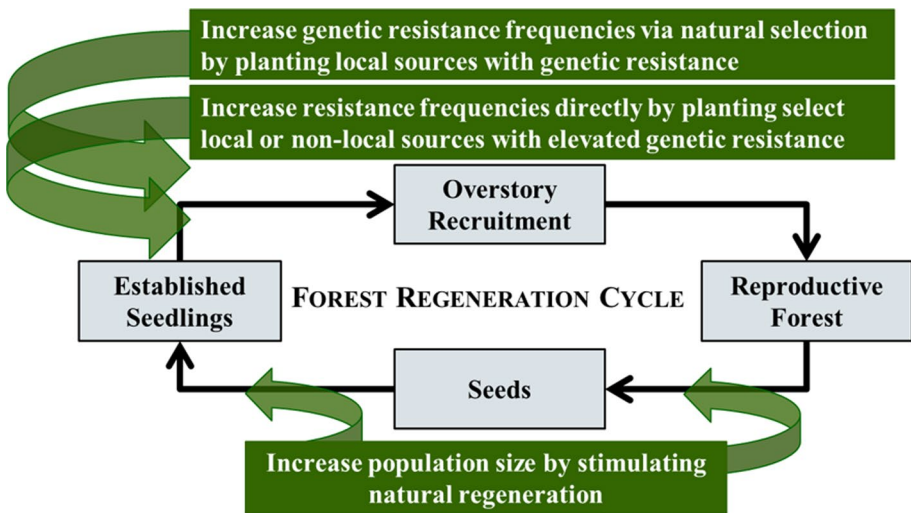 Increase genetic resistance frequencies via natural selection
by planting local sources with genetic resistance
Increase resistance frequencies directly by planting select
local or non-local sources with elevated genetic resistance
Overstory
Recruitment
Established
Seedlings
FOREST REGENERATION CYCLE
Reproductive
Forest
Seeds
Increase population size by stimulating
natural regeneration